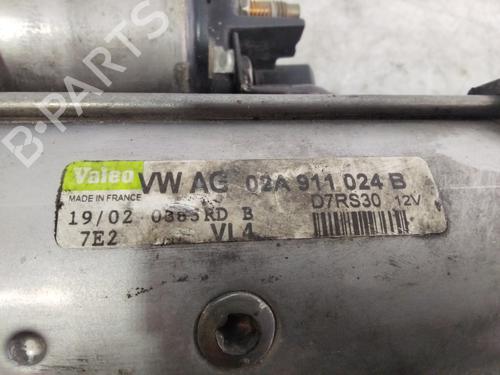 B-PARTS
Valeo VW AG 02A 911 024 B
MADE IN FRANCE D7RS30 12V
19/02 0385RD B
7E2 VL4